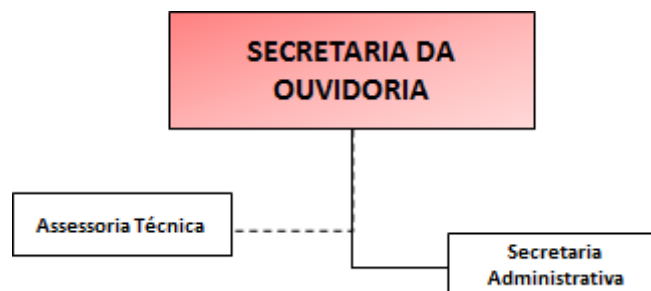 SECRETARIA DA
OUVIDORIA
Assessoria Técnica
Secretaria
Administrativa